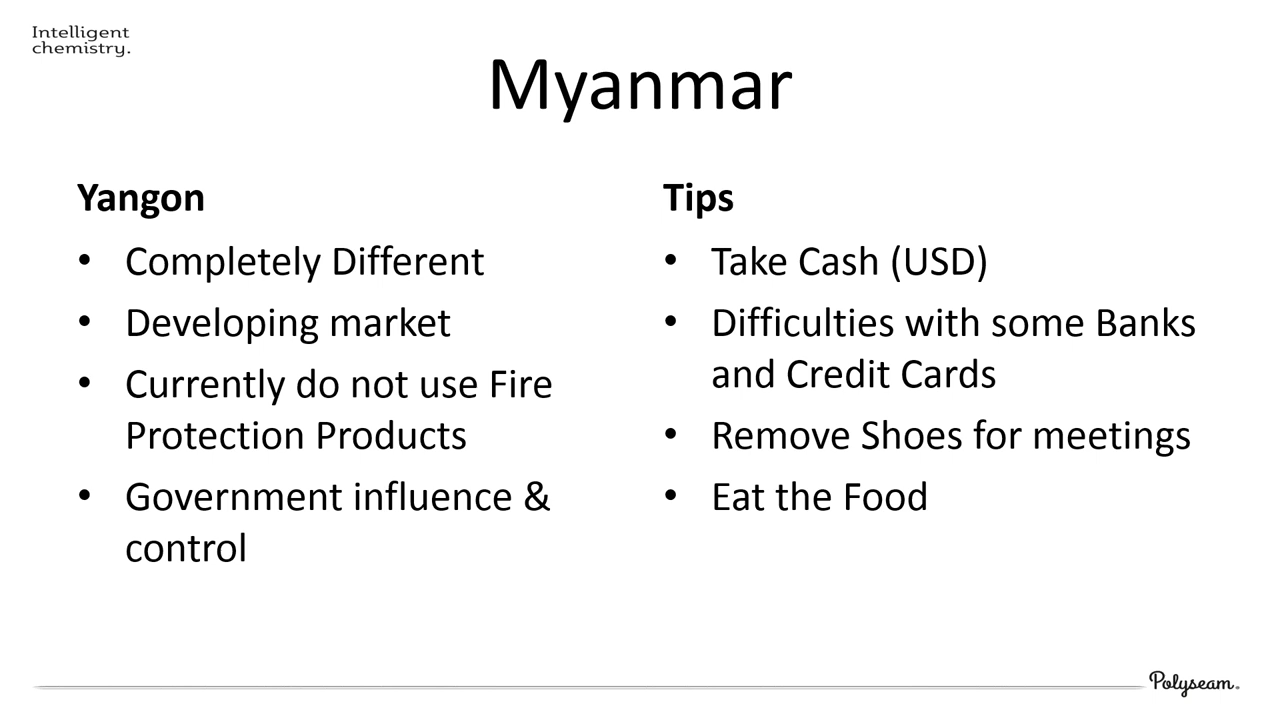 Intelligent
chemistry.
Myanmar
Yangon
• Completely Different
• Developing market
• Currently do not use Fire
Protection Products
• Government influence &
control
Tips
• Take Cash (USD)
• Difficulties with some Banks
and Credit Cards
• Remove Shoes for meetings
• Eat the Food
Polyseam.